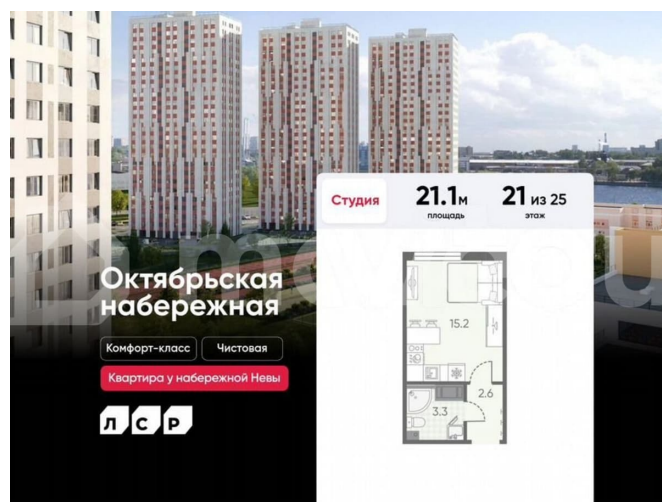 Студия
21.1м
площадь
21 из 25
этаж
Октябрьская
набережная
Комфорт-класс
Чистовая
Квартира у набережной Невы
ЛСР
15.2
2.6
3.3